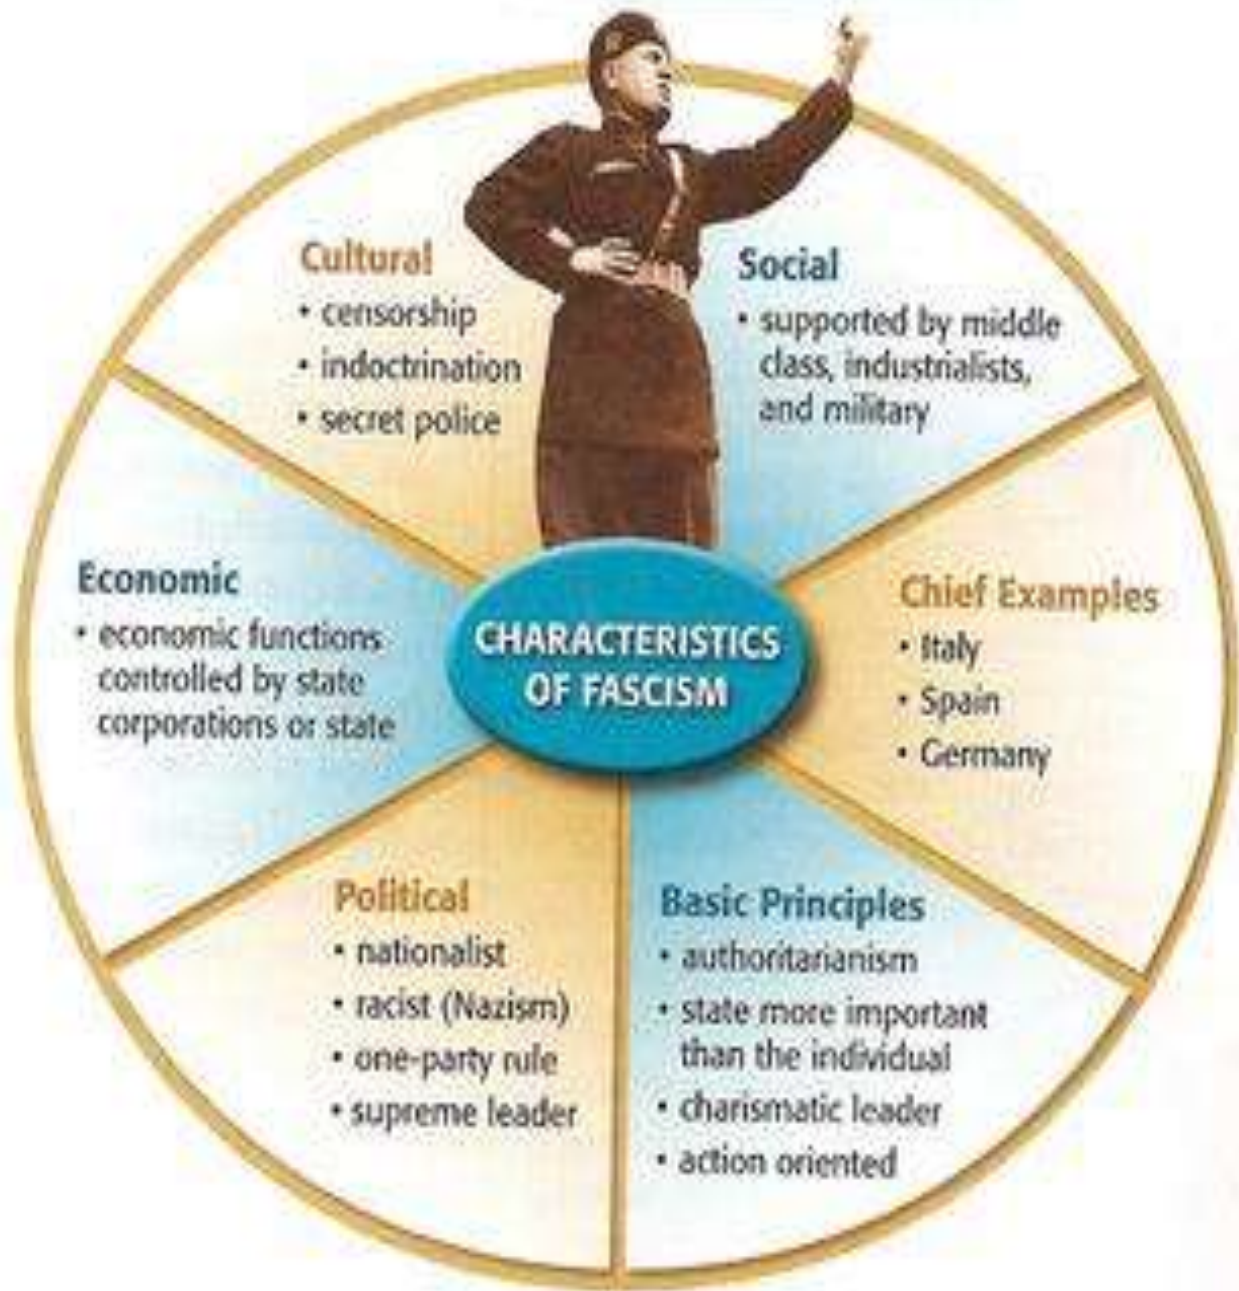 Cultural
• censorship
• indoctrination
• secret police
Social
• supported by middle
class, industrialists,
and military
Economic
• economic functions
controlled by state
corporations or state
CHARACTERISTICS
OF FASCISM
Chief Examples
• Italy
• Spain
• Germany
Political
• nationalist
• racist (Nazism)
• one-party rule
• supreme leader
Basic Principles
• authoritarianism
• state more important
than the individual
• charismatic leader
• action oriented